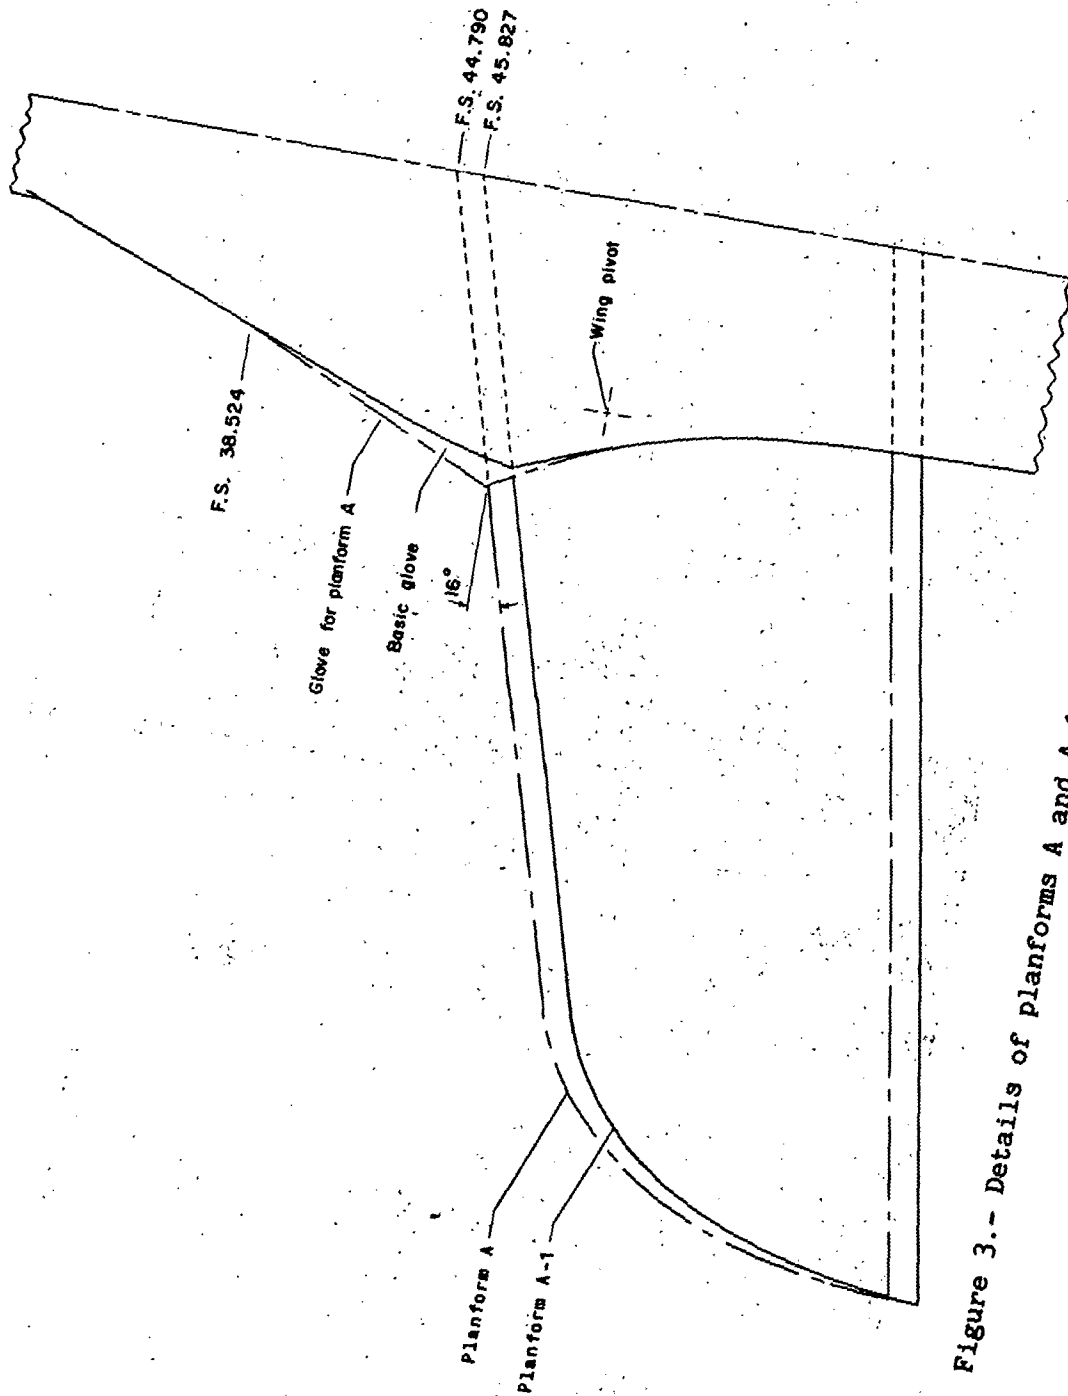 F.S. 44.790
F.S. 45.827
Wing pivot
F.S. 38.524
Glove for planform A
Basic glove
16°
Planform A
Planform A-1
Figure 3.- Details of planforms A and